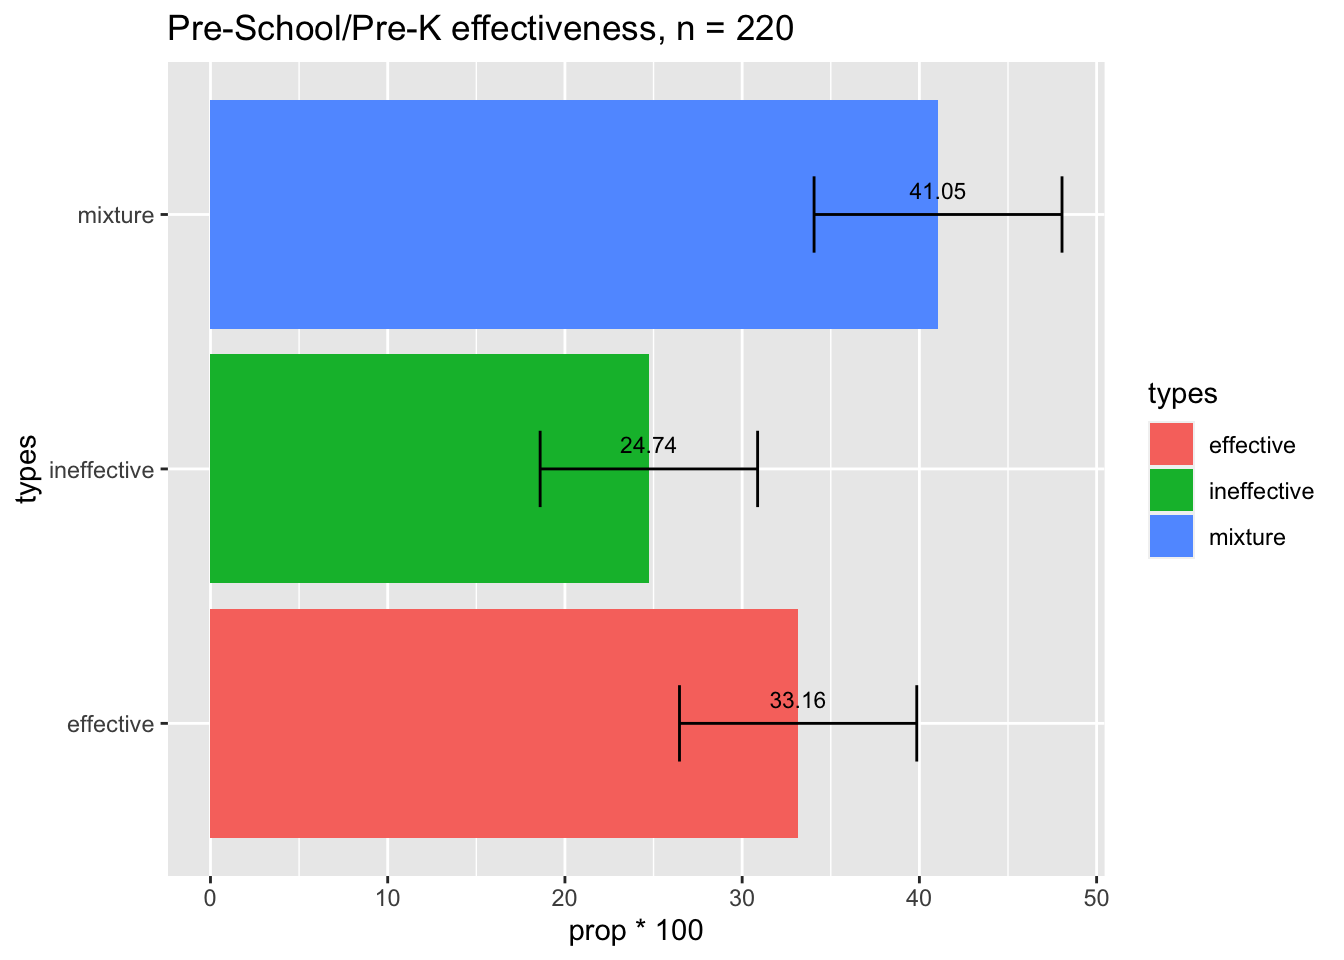 Pre-School/Pre-K effectiveness, n = 220
types
mixture
ineffective
effective
41.05
24.74
33.16
0 10 20 30 40 50
prop * 100
types
effective
ineffective
mixture